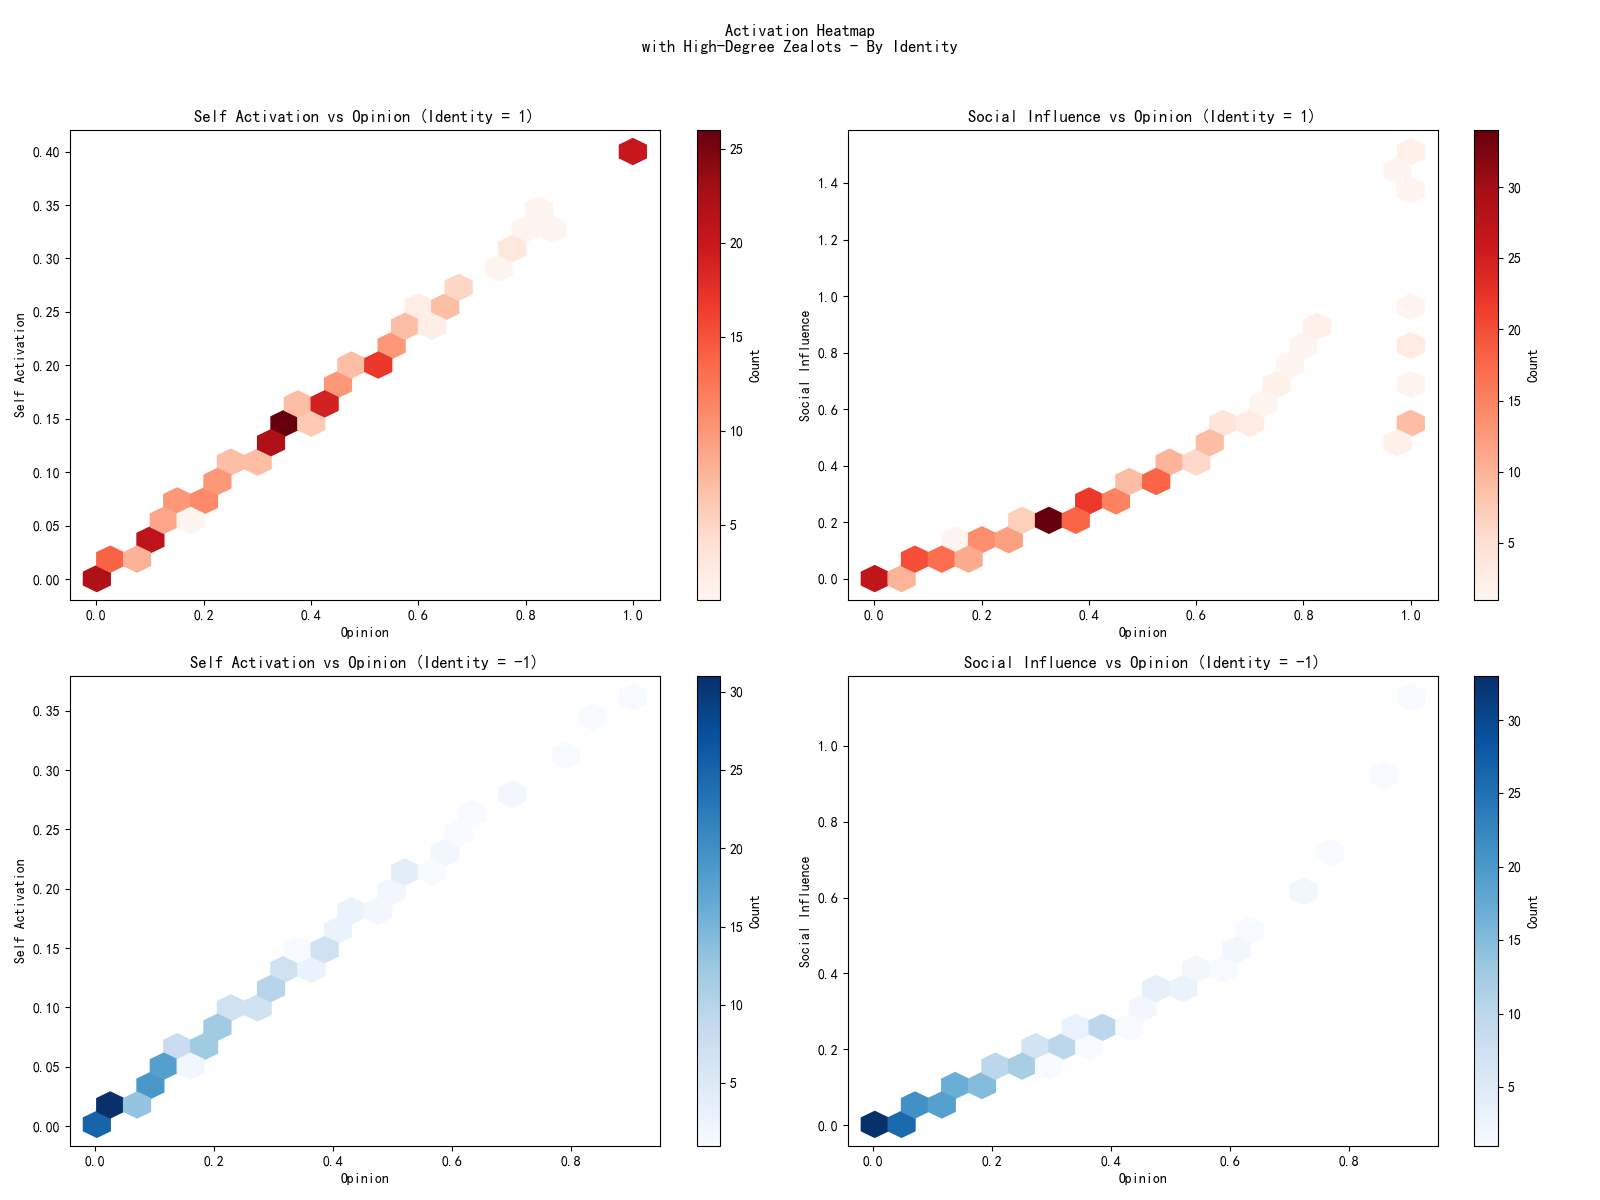 Activation Heatmap
with High-Degree Zealots - By Identity
Self Activation vs Opinion (Identity = 1)
0.40
0.35
0.30
0.25
0.20
0.15
0.10
0.05
0.00
Self Activation
0.0 0.2 0.4 0.6 0.8 1.0
Opinion
25
20
15
10
5
Count
Social Influence vs Opinion (Identity = 1)
1.4
1.2
1.0
0.8
0.6
0.4
0.2
0.0
Social Influence
0.0 0.2 0.4 0.6 0.8 1.0
Opinion
30
25
20
15
10
5
Count
Self Activation vs Opinion (Identity = -1)
0.35
0.30
0.25
0.20
0.15
0.10
0.05
0.00
Self Activation
0.0 0.2 0.4 0.6 0.8
Opinion
30
25
20
15
10
5
Count
Social Influence vs Opinion (Identity = -1)
1.0
0.8
0.6
0.4
0.2
0.0
Social Influence
0.0 0.2 0.4 0.6 0.8
Opinion
30
25
20
15
10
5
Count